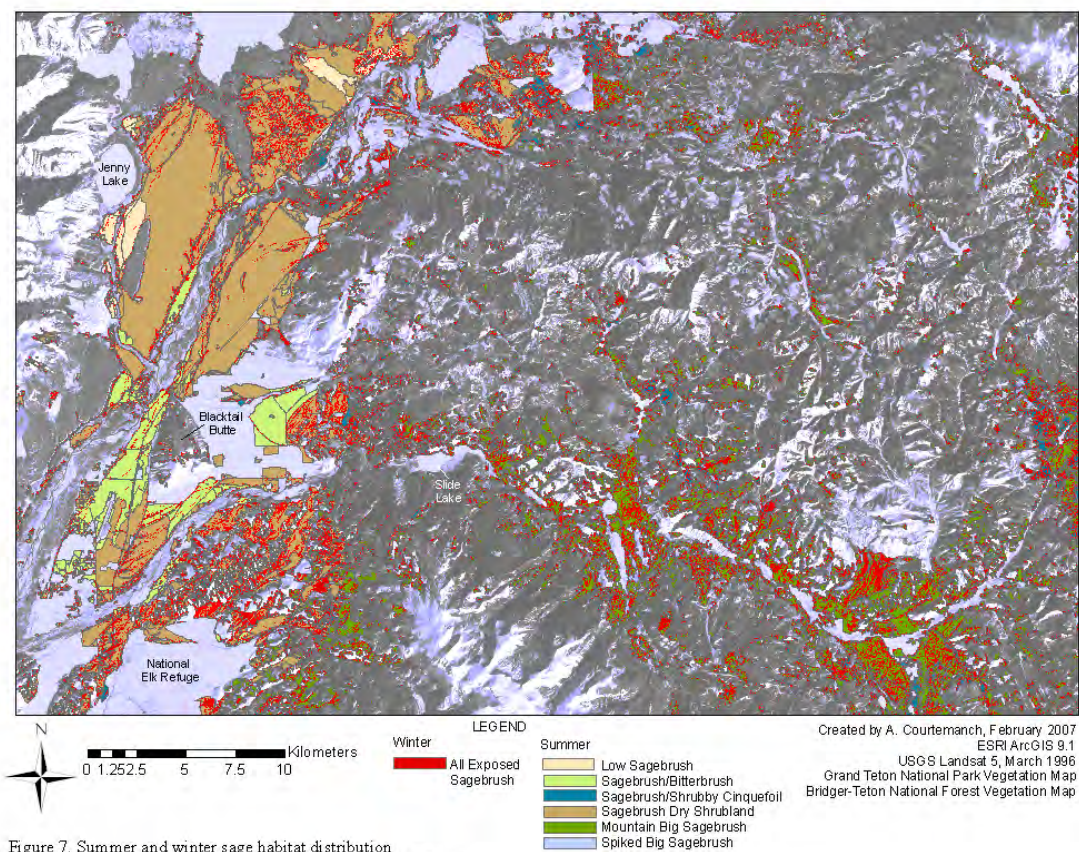 Jenny
Lake
Blacktail
Butte
Slide
Lake
National
Elk Refuge
N
Kilometers
0 1.25 2.5 5 7.5 10
LEGEND
Winter
All Exposed
Sagebrush
Summer
Low Sagebrush
Sagebrush/Bitterbrush
Sagebrush/Shrubby Cinquefoil
Sagebrush Dry Shrubland
Mountain Big Sagebrush
Spiked Big Sagebrush
Created by A. Courtemanch, February 2007
ESRI ArcGIS 9.1
USGS Landsat 5, March 1996
Grand Teton National Park Vegetation Map
Bridger-Teton National Forest Vegetation Map
Figure 7. Summer and winter sage habitat distribution